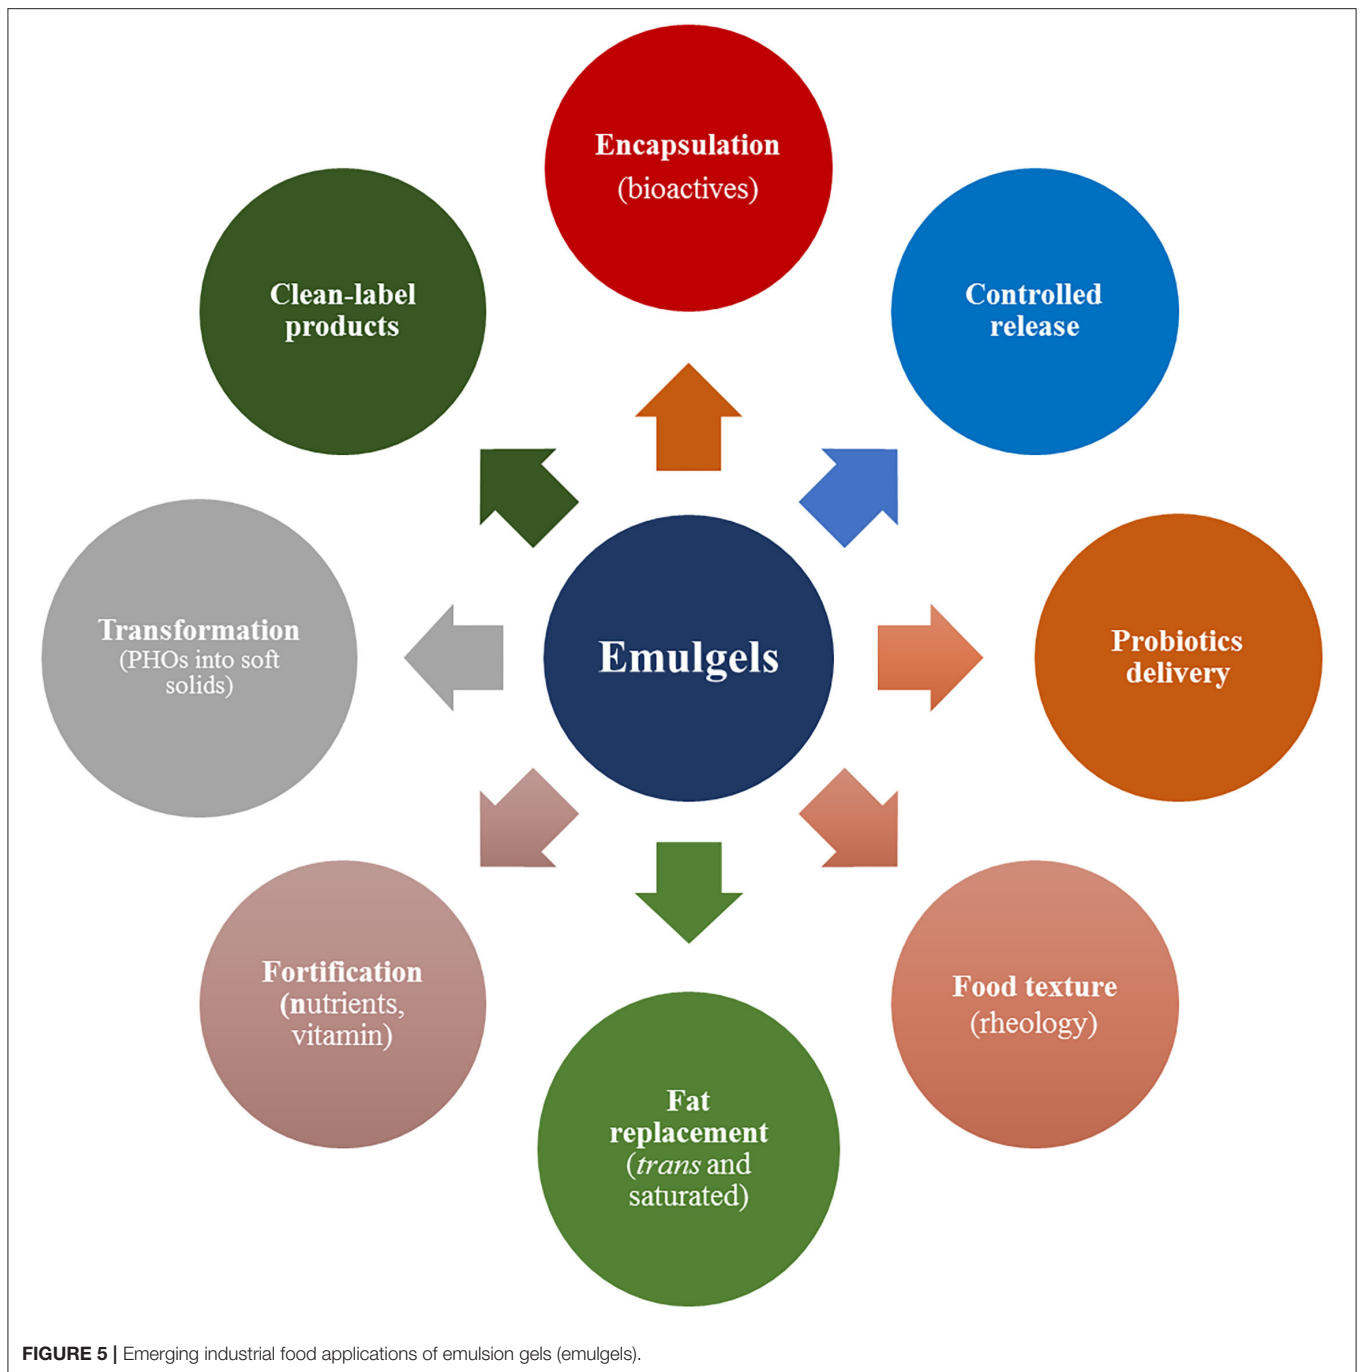 Encapsulation
(bioactives)
Controlled
release
Probiotics
delivery
Food texture
(rheology)
Fat
replacement
(trans and
saturated)
Fortification
(nutrients,
vitamin)
Transformation
(PHOs into soft
solids)
Clean-label
products
Emulgels
FIGURE 5 | Emerging industrial food applications of emulsion gels (emulgels).